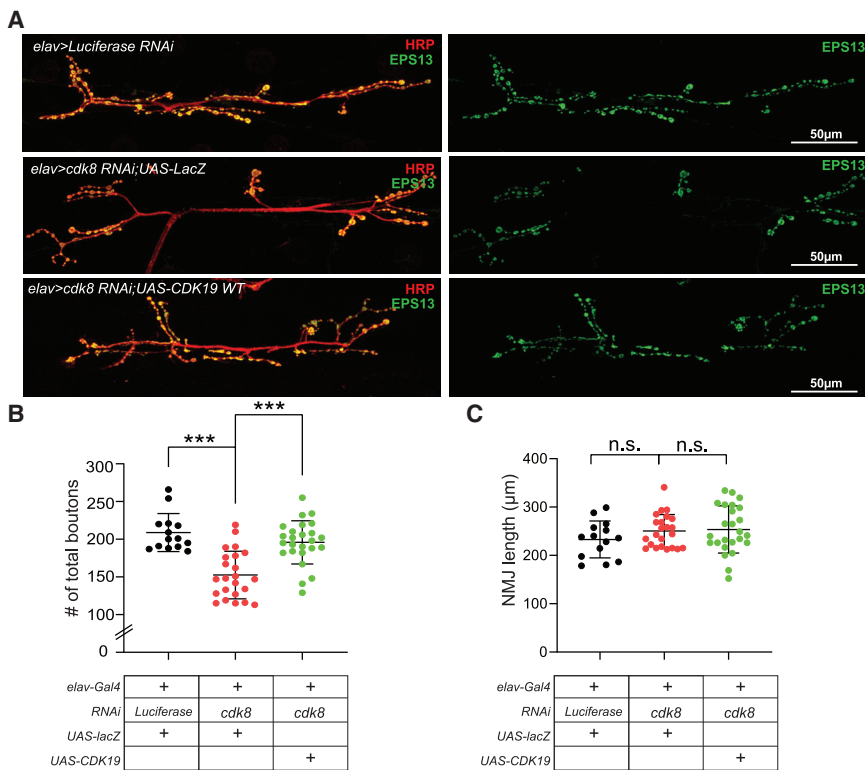 A
elav>Luciferase RNAi
HRP
EPS13
EPS13
50µm
elav>cdk8 RNAi;UAS-LacZ
HRP
EPS13
EPS13
50µm
elav>cdk8 RNAi;UAS-CDK19 WT
HRP
EPS13
EPS13
50µm
B
***
***
# of total boutons
300
250
200
150
100
0
elav-Gal4 + + +
RNAi Luciferase cdk8 cdk8
UAS-lacZ + +
UAS-CDK19 +
C
n.s. n.s.
NMJ length (µm)
400
300
200
100
0
elav-Gal4 + + +
RNAi Luciferase cdk8 cdk8
UAS-lacZ + +
UAS-CDK19 +